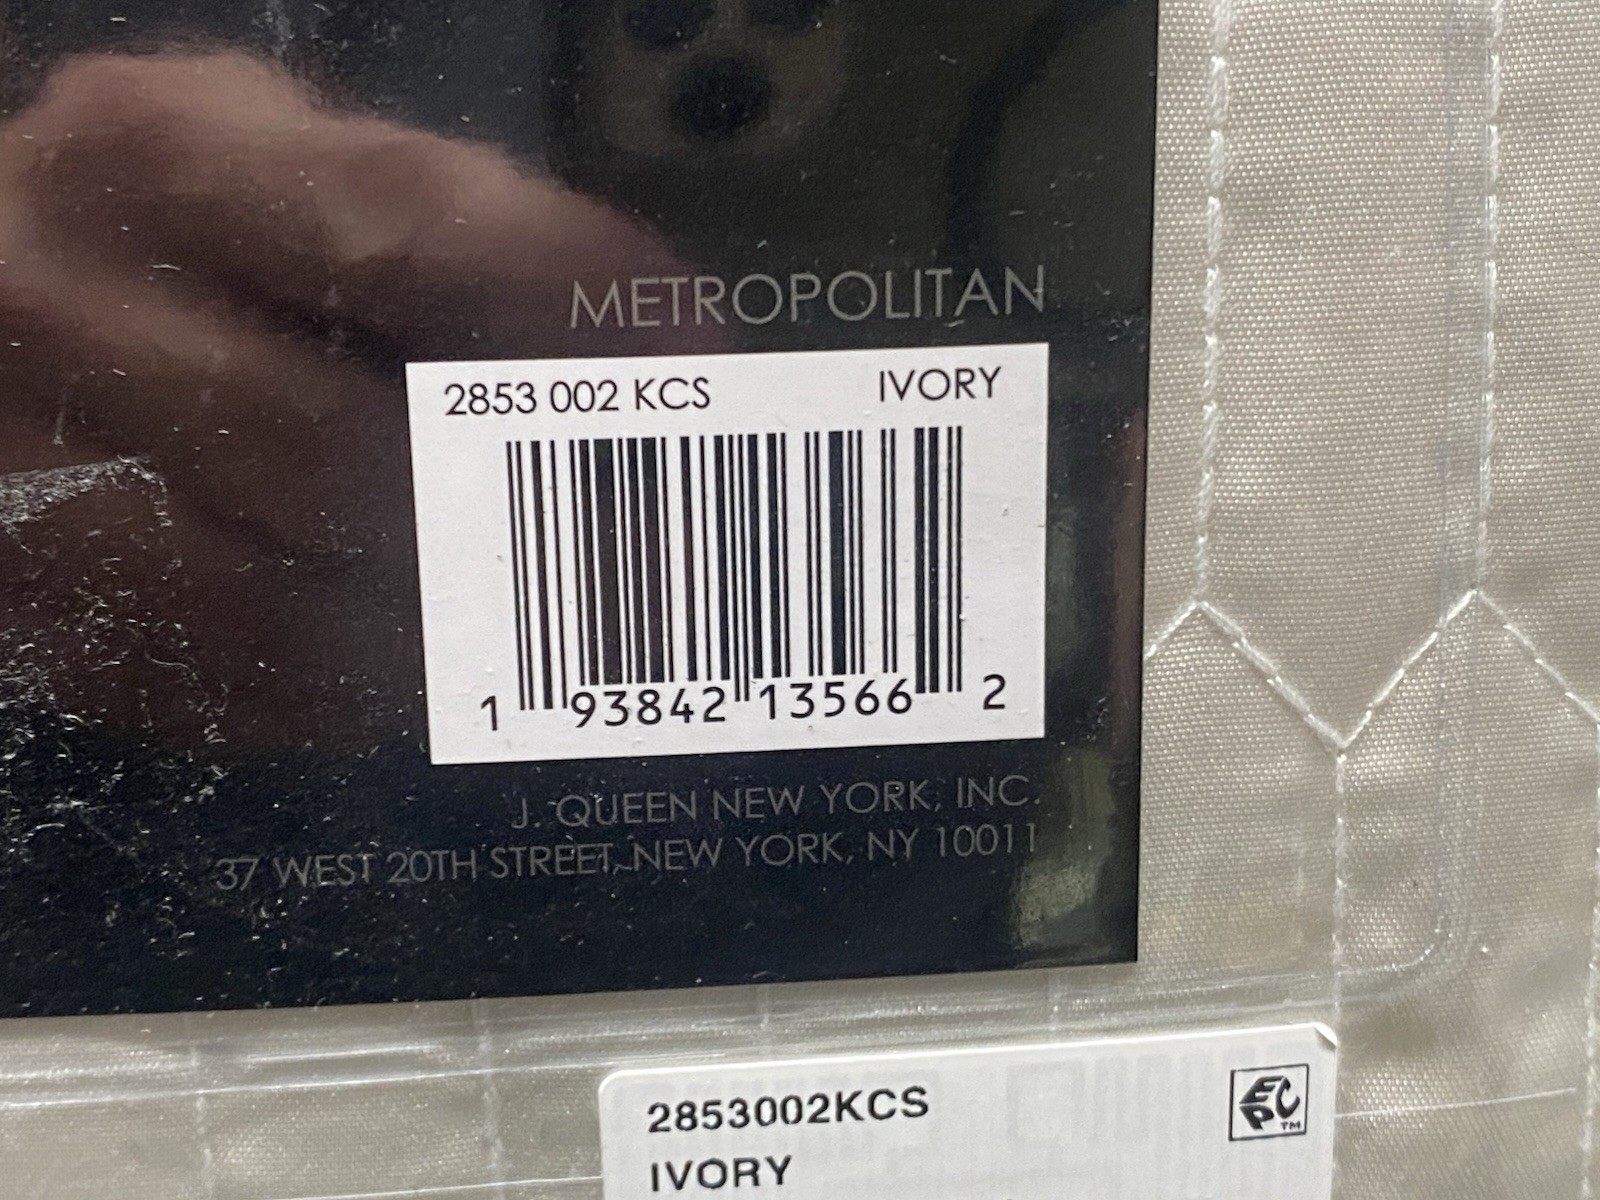 METROPOLITAN
2853 002 KCS IVORY
1 93842 13566 2
J. QUEEN NEW YORK, INC.
37 WEST 20TH STREET, NEW YORK, NY 10011
2853002KCS
EPC TM
IVORY